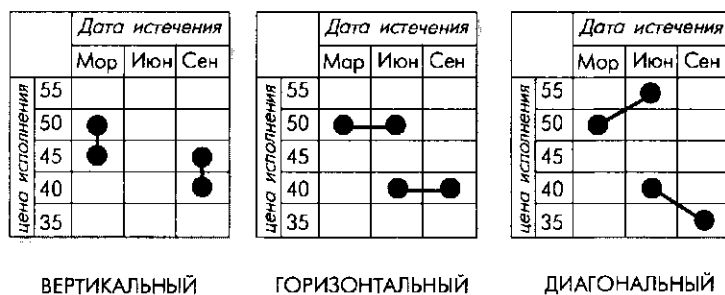 Дата истечения
Мор Июн Сен
цена исполнения
55
50
45
40
35
ВЕРТИКАЛЬНЫЙ
Дата истечения
Мар Июн Сен
цена исполнения
55
50
45
40
35
ГОРИЗОНТАЛЬНЫЙ
Дата истечения
Мар Июн Сен
цена исполнения
55
50
45
40
35
ДИАГОНАЛЬНЫЙ